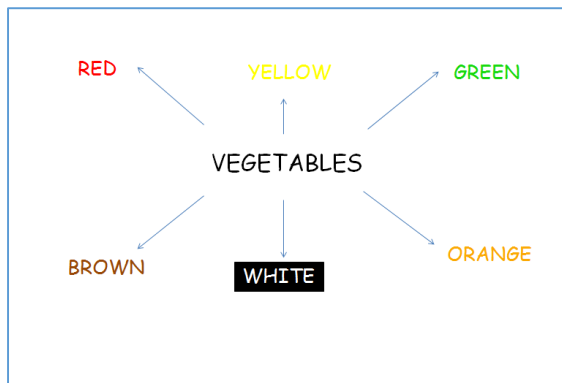 RED
YELLOW
GREEN
VEGETABLES
BROWN
WHITE
ORANGE